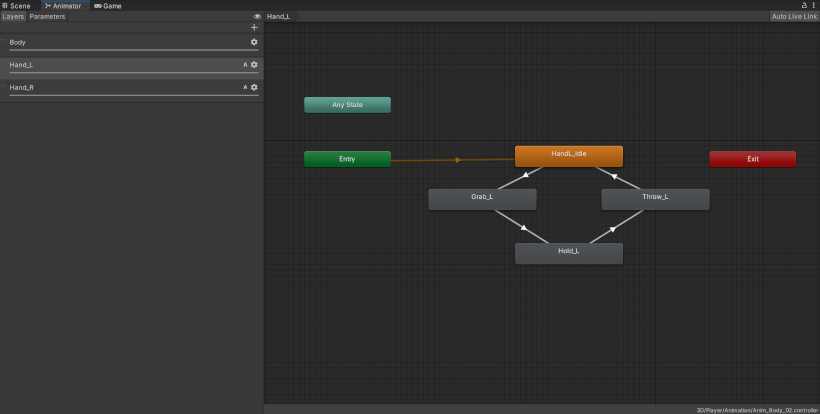 Scene Animator Game
Layers Parameters
Hand_L
Auto Live Link
Body
Hand_L A
Hand_R A
Any State
Entry
HandL_Idle
Exit
Grab_L
Throw_L
Hold_L
3D/Player/Animation/Anim_Body_02.controller